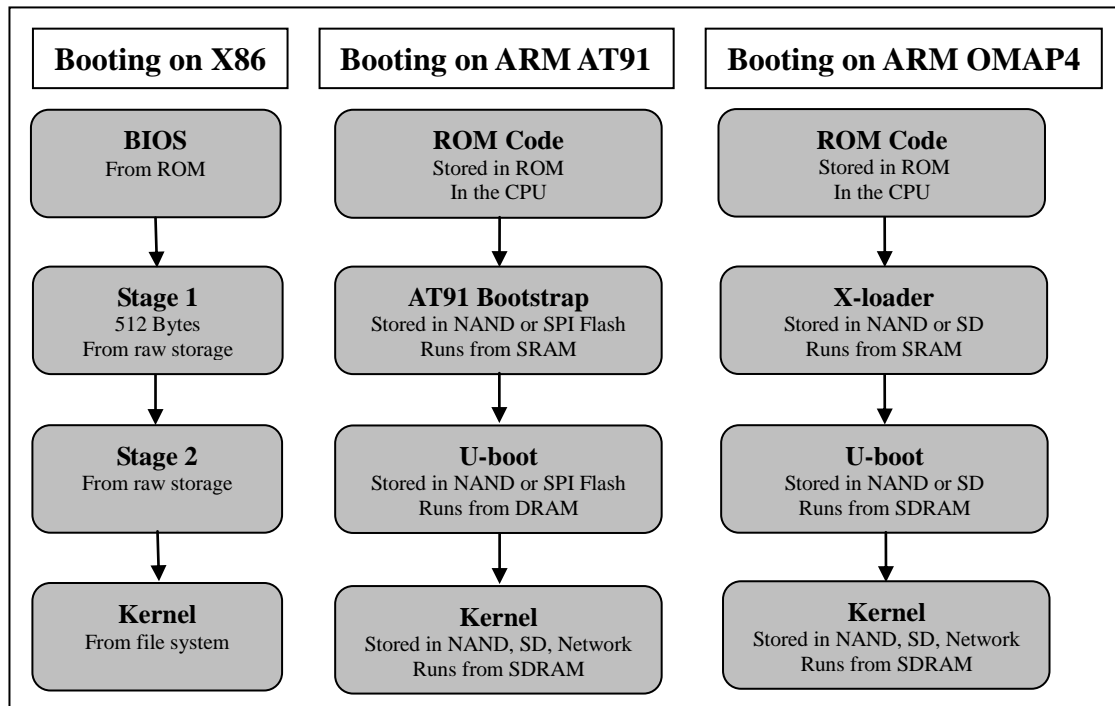 Booting on X86
BIOS
From ROM
Stage 1
512 Bytes
From raw storage
Stage 2
From raw storage
Kernel
From file system
Booting on ARM AT91
ROM Code
Stored in ROM
In the CPU
AT91 Bootstrap
Stored in NAND or SPI Flash
Runs from SRAM
U-boot
Stored in NAND or SPI Flash
Runs from DRAM
Kernel
Stored in NAND, SD, Network
Runs from SDRAM
Booting on ARM OMAP4
ROM Code
Stored in ROM
In the CPU
X-loader
Stored in NAND or SD
Runs from SRAM
U-boot
Stored in NAND or SD
Runs from SDRAM
Kernel
Stored in NAND, SD, Network
Runs from SDRAM